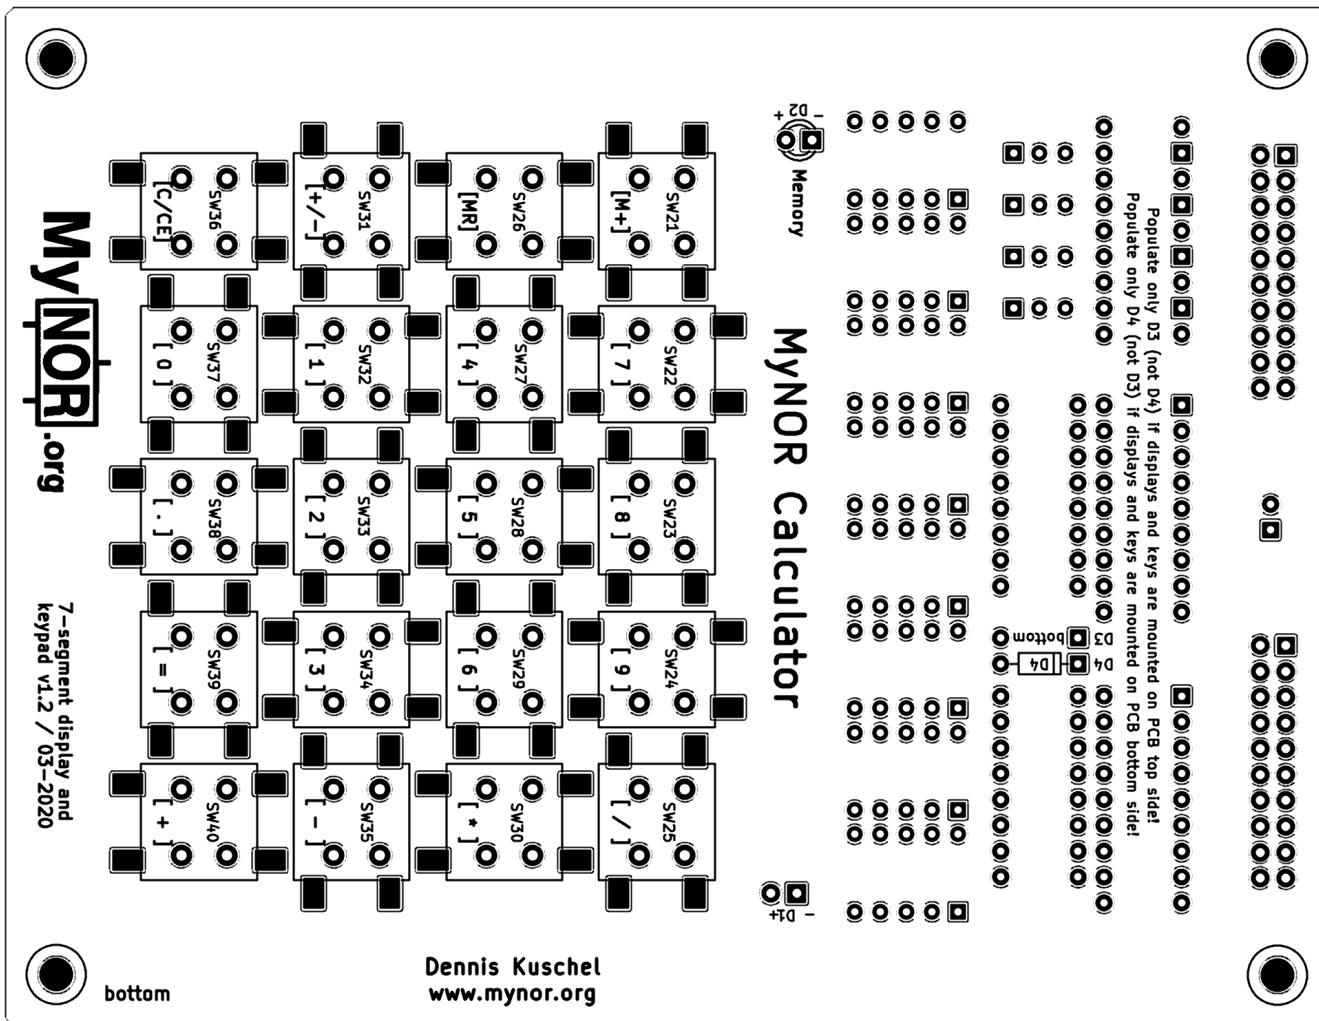 MyNOR.org
7-segment display and
keypad v1.2 / 03-2020
SW36
[C/CE]
SW31
[+/-]
SW26
[MR]
SW21
[M+]
SW37
[ 0 ]
SW32
[ 1 ]
SW27
[ 4 ]
SW22
[ 7 ]
SW38
[ . ]
SW33
[ 2 ]
SW28
[ 5 ]
SW23
[ 8 ]
SW39
[ = ]
SW34
[ 3 ]
SW29
[ 6 ]
SW24
[ 9 ]
SW40
[ + ]
SW35
[ - ]
SW30
[ * ]
SW25
[ / ]
+ D2 -
Memory
MyNOR Calculator
D1+ -
Populate only D3 (not D4) if displays and keys are mounted on PCB top side!
Populate only D4 (not D3) if displays and keys are mounted on PCB bottom side!
bottom D3
D4 D4
Dennis Kuschel
www.mynor.org
bottom